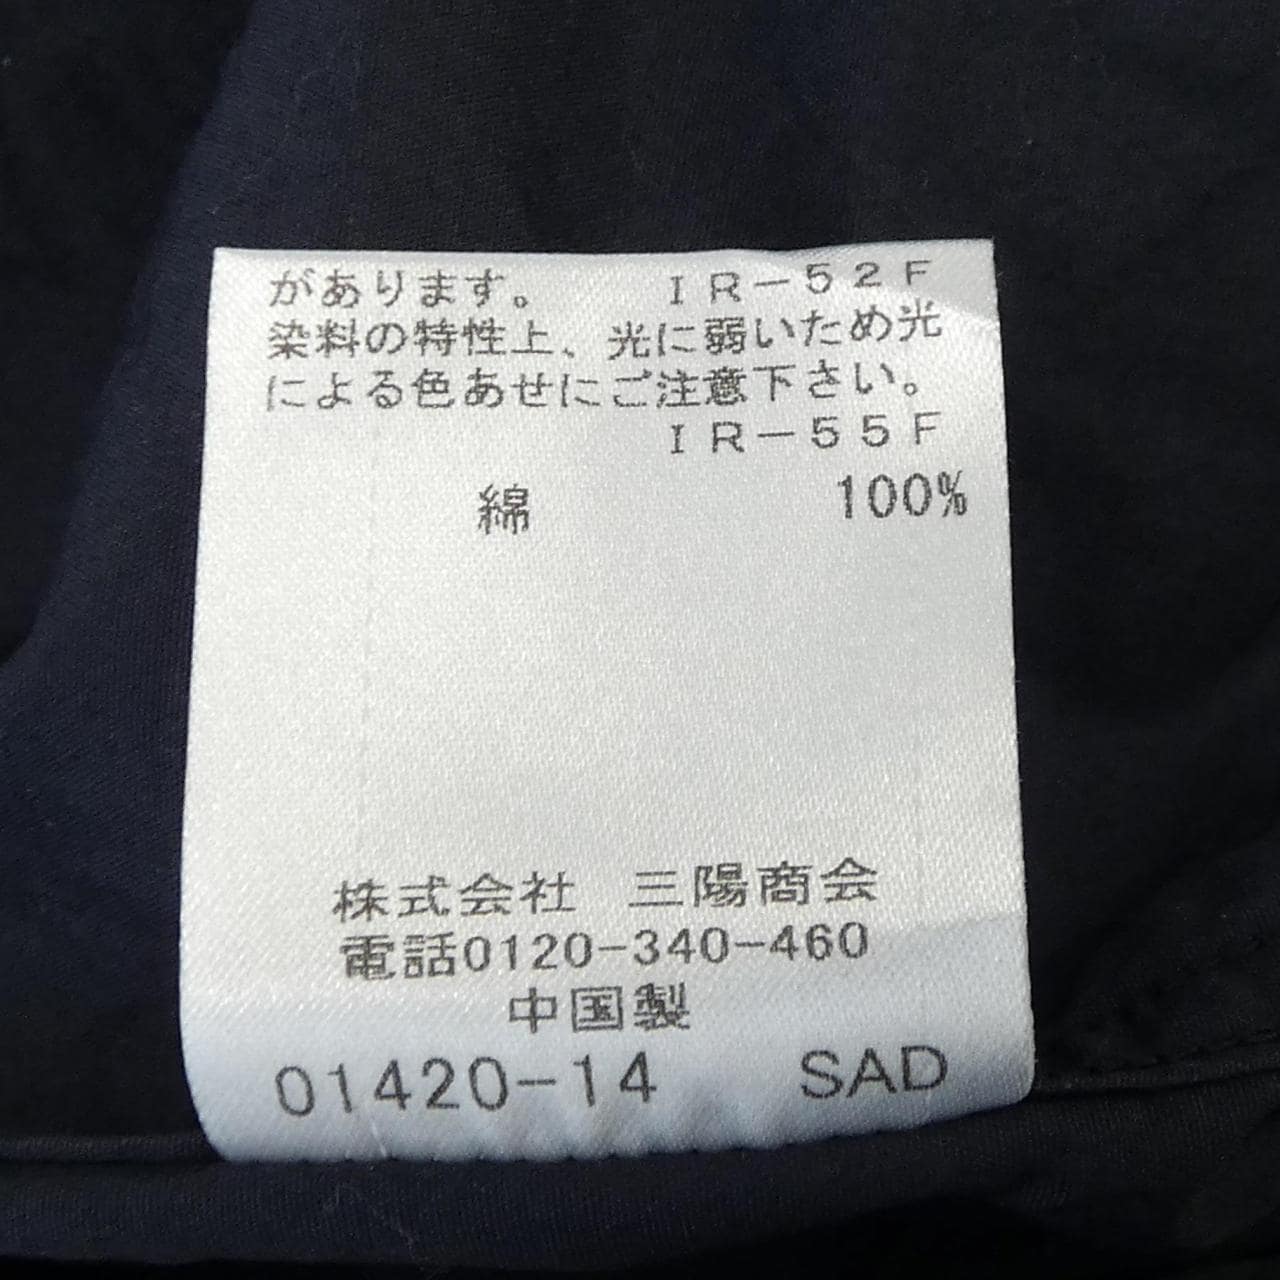 があります。 IR-52F
染料の特性上、光に弱いため光
による色あせにご注意下さい。
IR-55F
綿 100%
株式会社 三陽商会
電話0120-340-460
中国製
01420-14 SAD